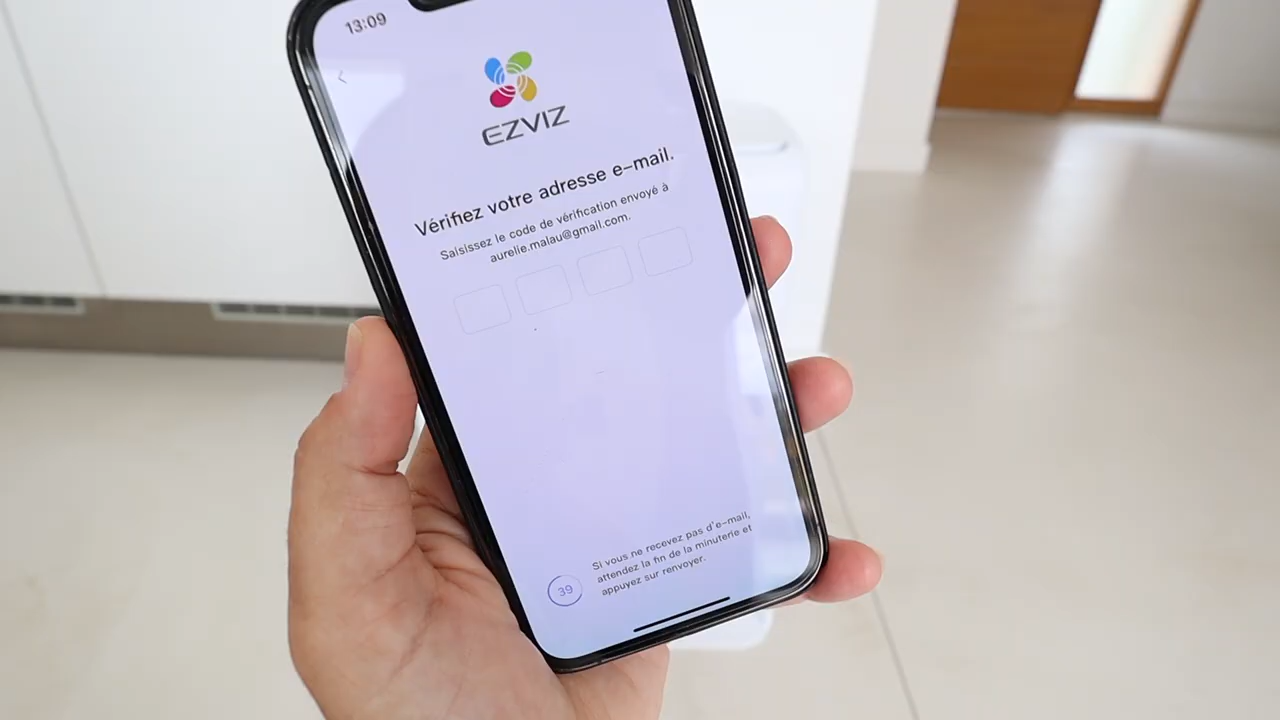 13:09
EZVIZ
Vérifiez votre adresse e-mail.
Saisissez le code de vérification envoyé à
aurelie.malau@gmail.com.
39
Si vous ne recevez pas d'e-mail,
attendez la fin de la minuterie et
appuyez sur renvoyer.